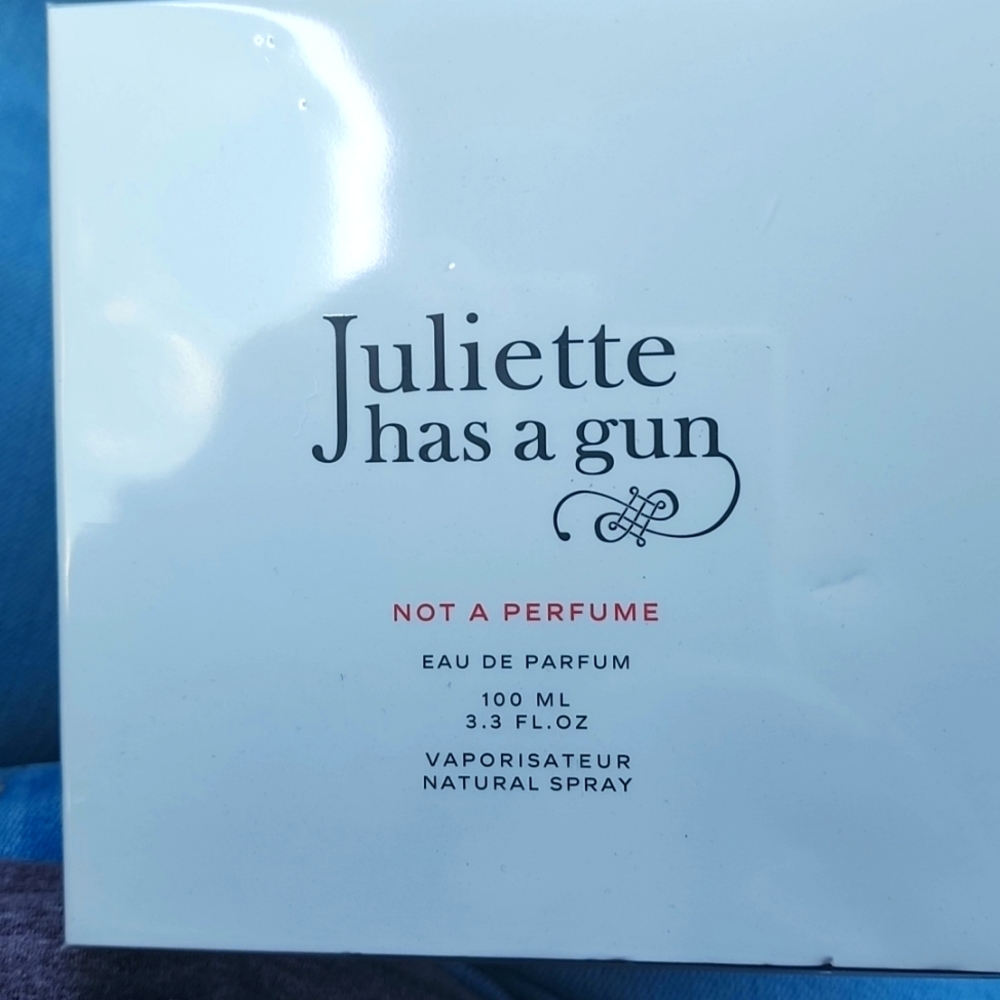 Juliette
has a gun
NOT A PERFUME
EAU DE PARFUM
100 ML
3.3 FL.OZ
VAPORISATEUR
NATURAL SPRAY